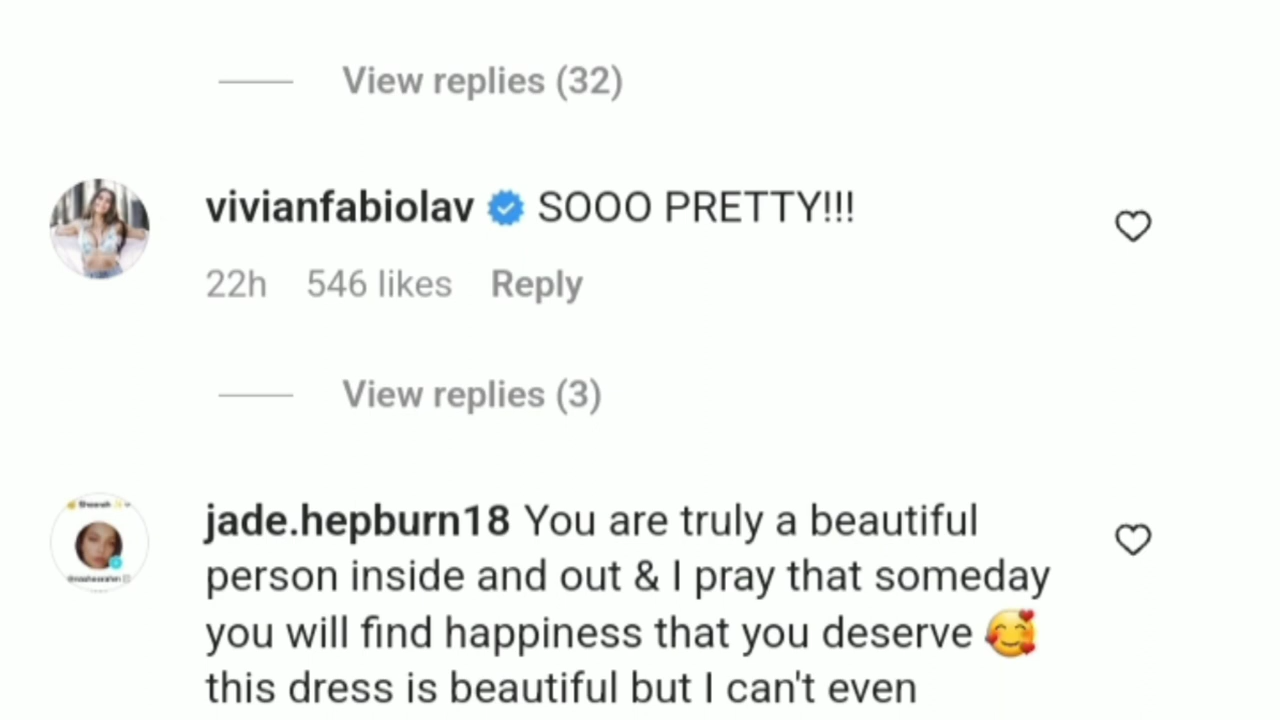 View replies (32)
vivianfabiolav SOOO PRETTY!!!
22h 546 likes Reply
View replies (3)
jade.hepburn18 You are truly a beautiful
person inside and out & I pray that someday
you will find happiness that you deserve 🥰
this dress is beautiful but I can't even